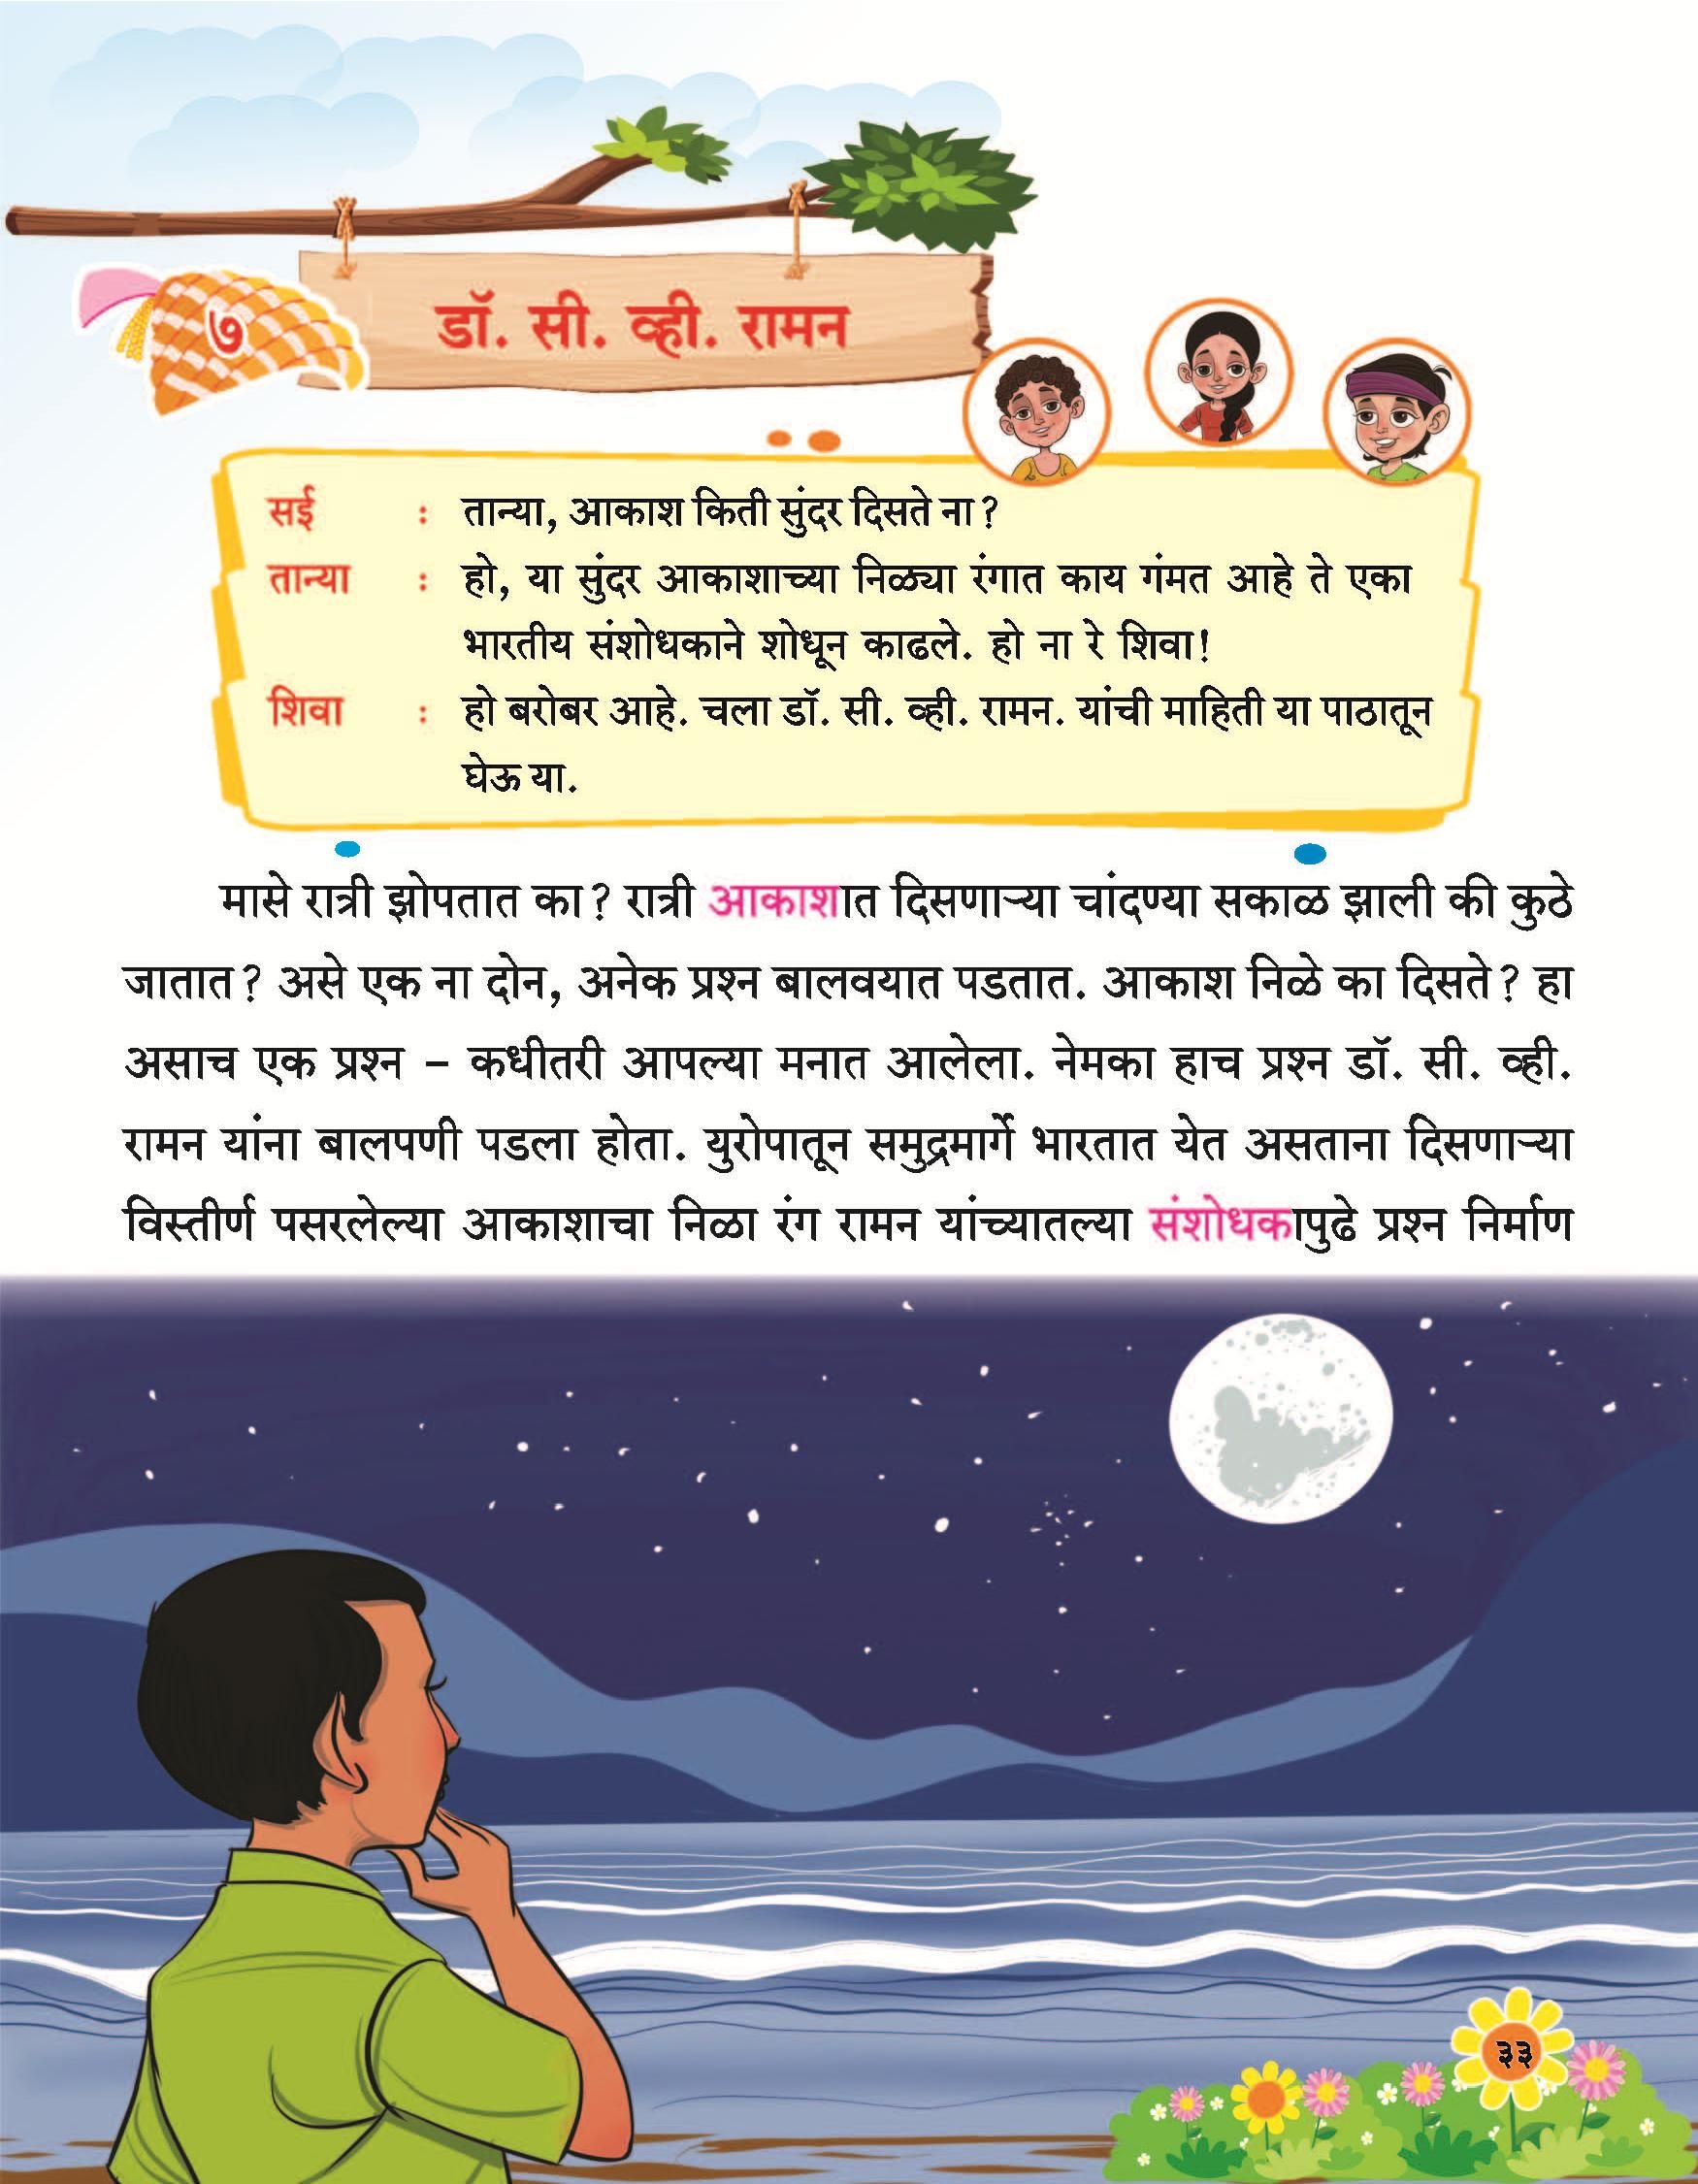 ७
डॉ. सी. व्ही. रामन
सई : तान्या, आकाश किती सुंदर दिसते ना?
तान्या : हो, या सुंदर आकाशाच्या निळ्या रंगात काय गंमत आहे ते एका
भारतीय संशोधकाने शोधून काढले. हो ना रे शिवा!
शिवा : हो बरोबर आहे. चला डॉ. सी. व्ही. रामन. यांची माहिती या पाठातून
घेऊ या.
मासे रात्री झोपतात का? रात्री आकाशात दिसणाऱ्या चांदण्या सकाळ झाली की कुठे
जातात? असे एक ना दोन, अनेक प्रश्न बालवयात पडतात. आकाश निळे का दिसते? हा
असाच एक प्रश्न – कधीतरी आपल्या मनात आलेला. नेमका हाच प्रश्न डॉ. सी. व्ही.
रामन यांना बालपणी पडला होता. युरोपातून समुद्रमार्गे भारतात येत असताना दिसणाऱ्या
विस्तीर्ण पसरलेल्या आकाशाचा निळा रंग रामन यांच्यातल्या संशोधकापुढे प्रश्न निर्माण
३३